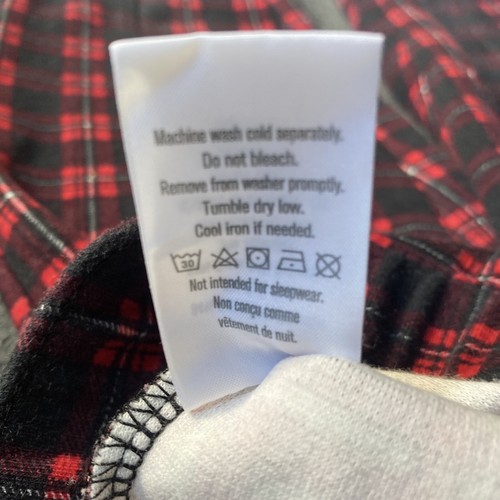 Machine wash cold separately.
Do not bleach.
Remove from washer promptly.
Tumble dry low.
Cool iron if needed.
30
Not intended for sleepwear.
Non conçu comme
vêtement de nuit.